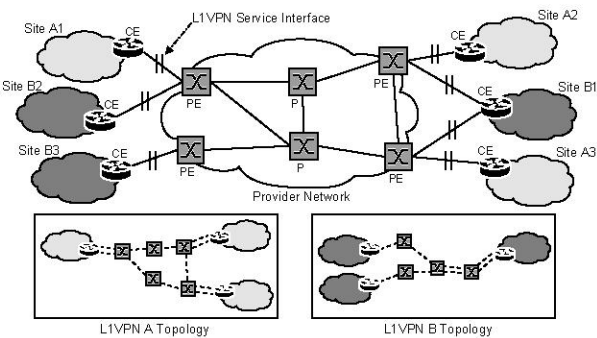 L1VPN Service Interface
Site A1
CE
Site A2
CE
Site B2
CE
PE
P
PE
CE
Site B1
Site B3
CE
PE
P
PE
CE
Site A3
Provider Network
L1VPN A Topology
L1VPN B Topology